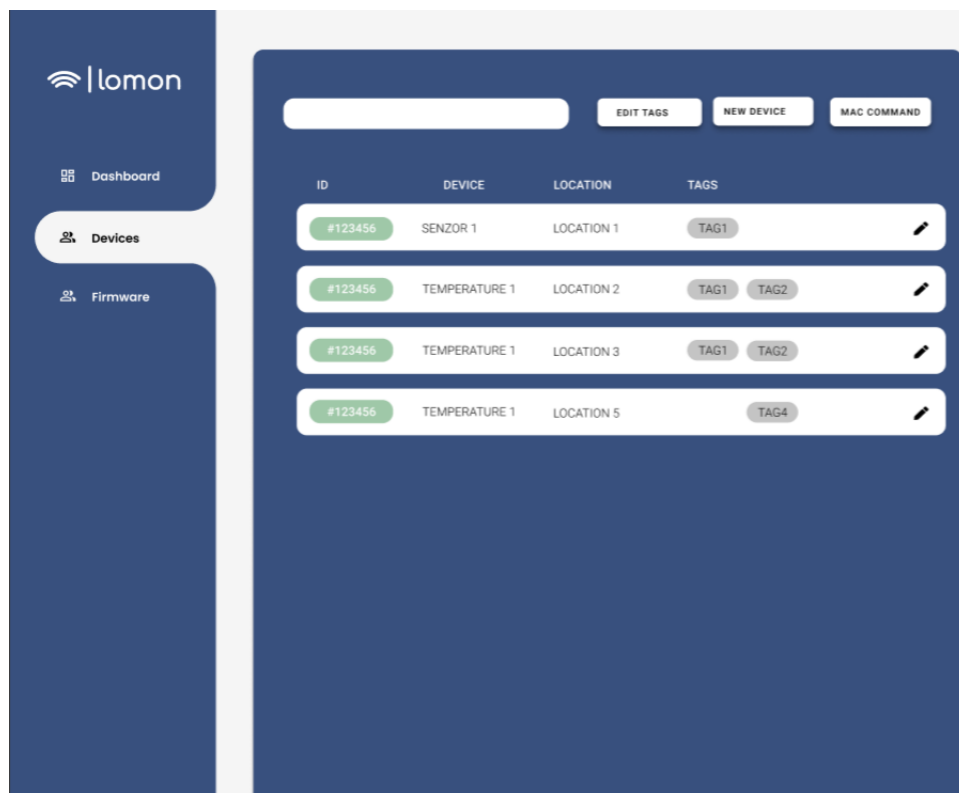 lomon
EDIT TAGS NEW DEVICE MAC COMMAND
Dashboard
ID DEVICE LOCATION TAGS
#123456 SENZOR 1 LOCATION 1 TAG1
Devices
#123456 TEMPERATURE 1 LOCATION 2 TAG1 TAG2
Firmware
#123456 TEMPERATURE 1 LOCATION 3 TAG1 TAG2
#123456 TEMPERATURE 1 LOCATION 5 TAG4